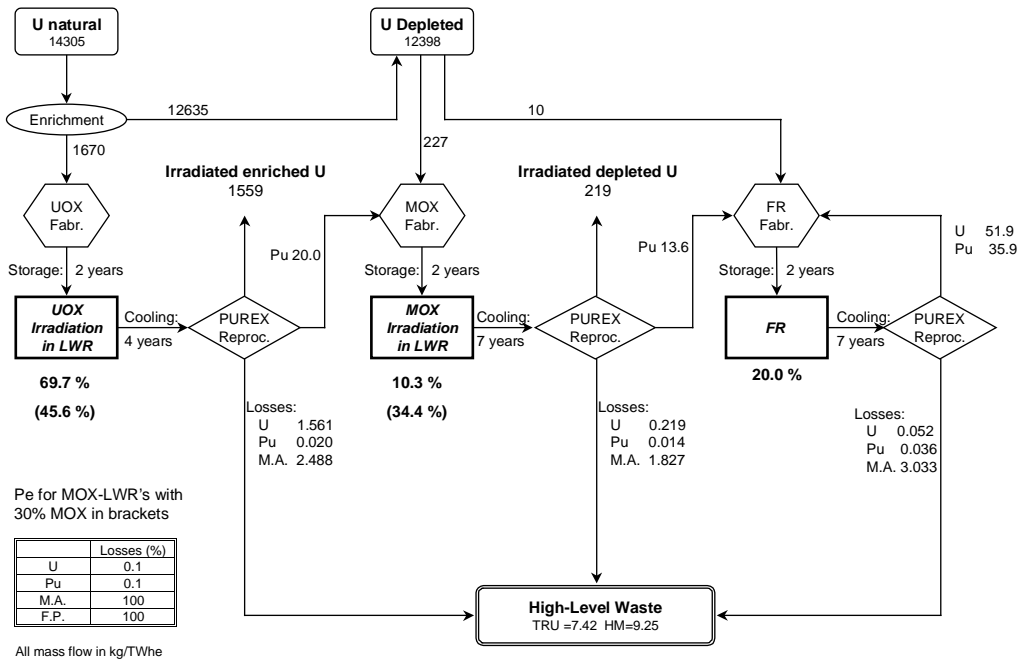 U natural
14305
U Depleted
12398
Enrichment
12635
10
1670
227
Irradiated enriched U
1559
Irradiated depleted U
219
UOX
Fabr.
MOX
Fabr.
FR
Fabr.
Pu 20.0
Pu 13.6
U 51.9
Pu 35.9
Storage: 2 years
Storage: 2 years
Storage: 2 years
UOX
Irradiation
in LWR
Cooling:
4 years
PUREX
Reproc.
MOX
Irradiation
in LWR
Cooling:
7 years
PUREX
Reproc.
FR
Cooling:
7 years
PUREX
Reproc.
69.7 %
(45.6 %)
10.3 %
(34.4 %)
20.0 %
Losses:
U 1.561
Pu 0.020
M.A. 2.488
Losses:
U 0.219
Pu 0.014
M.A. 1.827
Losses:
U 0.052
Pu 0.036
M.A. 3.033
Pe for MOX-LWR's with
30% MOX in brackets
Losses (%)
U 0.1
Pu 0.1
M.A. 100
F.P. 100
High-Level Waste
TRU =7.42 HM=9.25
All mass flow in kg/TWhe